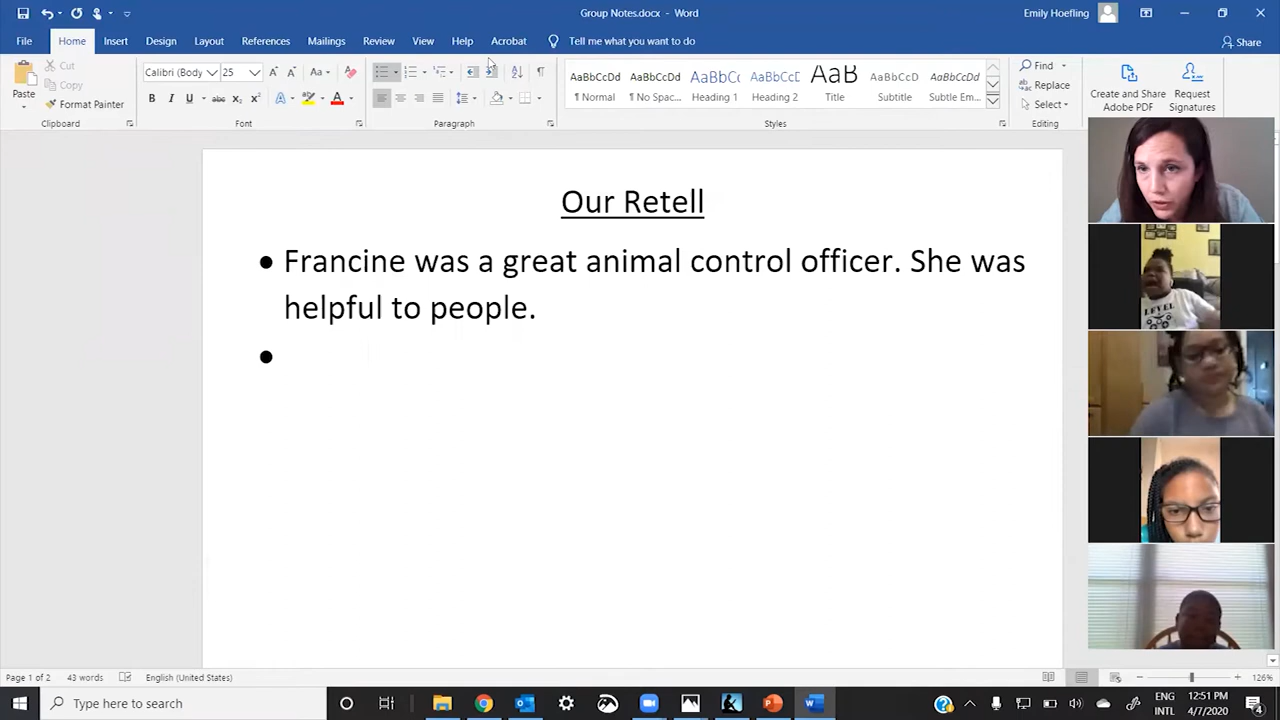 Group Notes.docx - Word
Emily Hoefling
File Home Insert Design Layout References Mailings Review View Help Acrobat Tell me what you want to do Share
Paste
Cut
Copy
Format Painter
Calibri (Body 25
AaBbCcDd AaBbCcDd AaBbCc AaBbCcD AaB AaBbCcD AaBbCcDd
¶ Normal ¶ No Spac... Heading 1 Heading 2 Title Subtitle Subtle Em...
Find
Replace
Select
Create and Share Adobe PDF
Request Signatures
Clipboard Font Paragraph Styles Editing
Our Retell
• Francine was a great animal control officer. She was
helpful to people.
•
LEVEL
Page 1 of 2 43 words English (United States) 126%
Type here to search
ENG
INTL
12:51 PM
4/7/2020